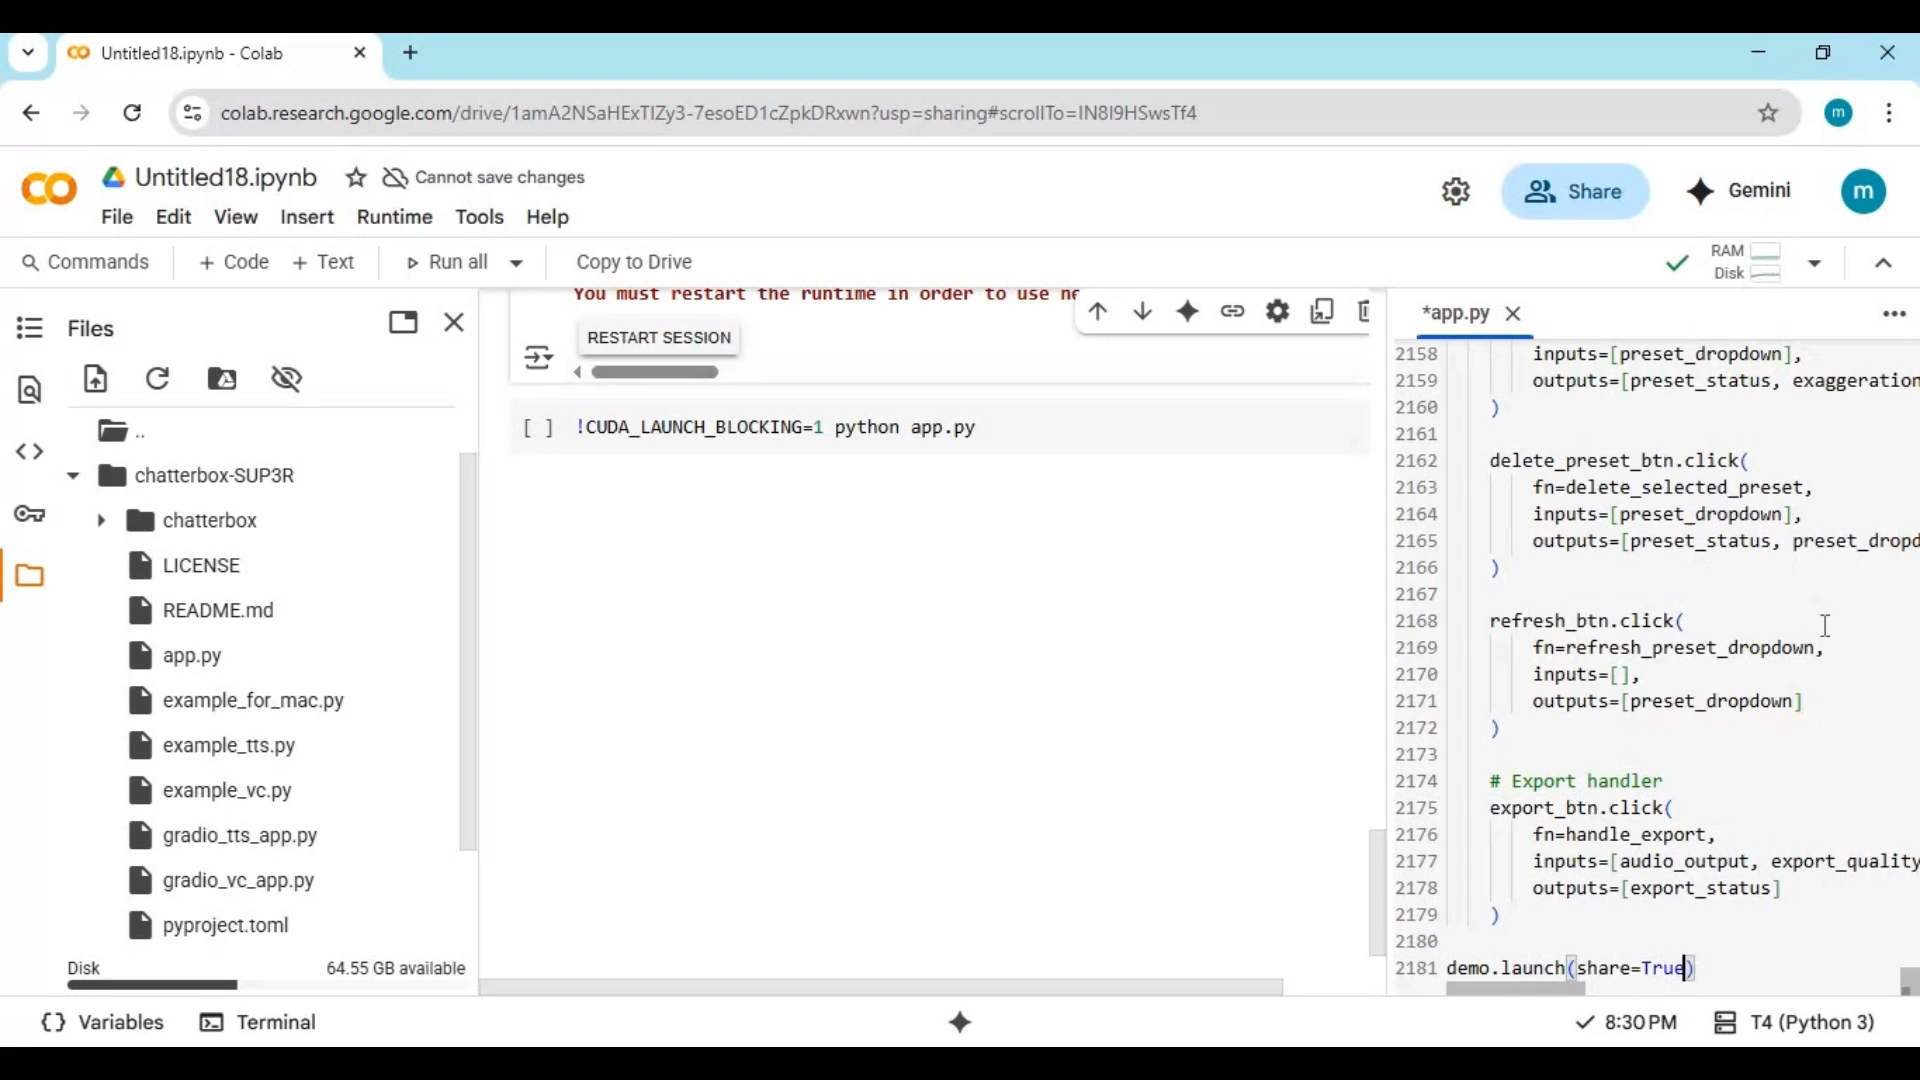 Untitled18.ipynb - Colab
colab.research.google.com/drive/1amA2NSaHExTlZy3-7esoED1cZpkDRxwn?usp=sharing#scrollTo=IN8I9HSwsTf4
m
Untitled18.ipynb
Cannot save changes
Share
Gemini
m
File Edit View Insert Runtime Tools Help
Commands
+ Code + Text
Run all
Copy to Drive
RAM
Disk
Files
..
chatterbox-SUP3R
chatterbox
LICENSE
README.md
app.py
example_for_mac.py
example_tts.py
example_vc.py
gradio_tts_app.py
gradio_vc_app.py
pyproject.toml
Disk 64.55 GB available
You must restart the runtime in order to use ne
RESTART SESSION
[ ] !CUDA_LAUNCH_BLOCKING=1 python app.py
*app.py
2158 inputs=[preset_dropdown],
2159 outputs=[preset_status, exaggeration
2160 )
2161
2162 delete_preset_btn.click(
2163 fn=delete_selected_preset,
2164 inputs=[preset_dropdown],
2165 outputs=[preset_status, preset_dropd
2166 )
2167
2168 refresh_btn.click(
2169 fn=refresh_preset_dropdown,
2170 inputs=[],
2171 outputs=[preset_dropdown]
2172 )
2173
2174 # Export handler
2175 export_btn.click(
2176 fn=handle_export,
2177 inputs=[audio_output, export_quality
2178 outputs=[export_status]
2179 )
2180
2181 demo.launch(share=True)
{} Variables
Terminal
8:30 PM
T4 (Python 3)